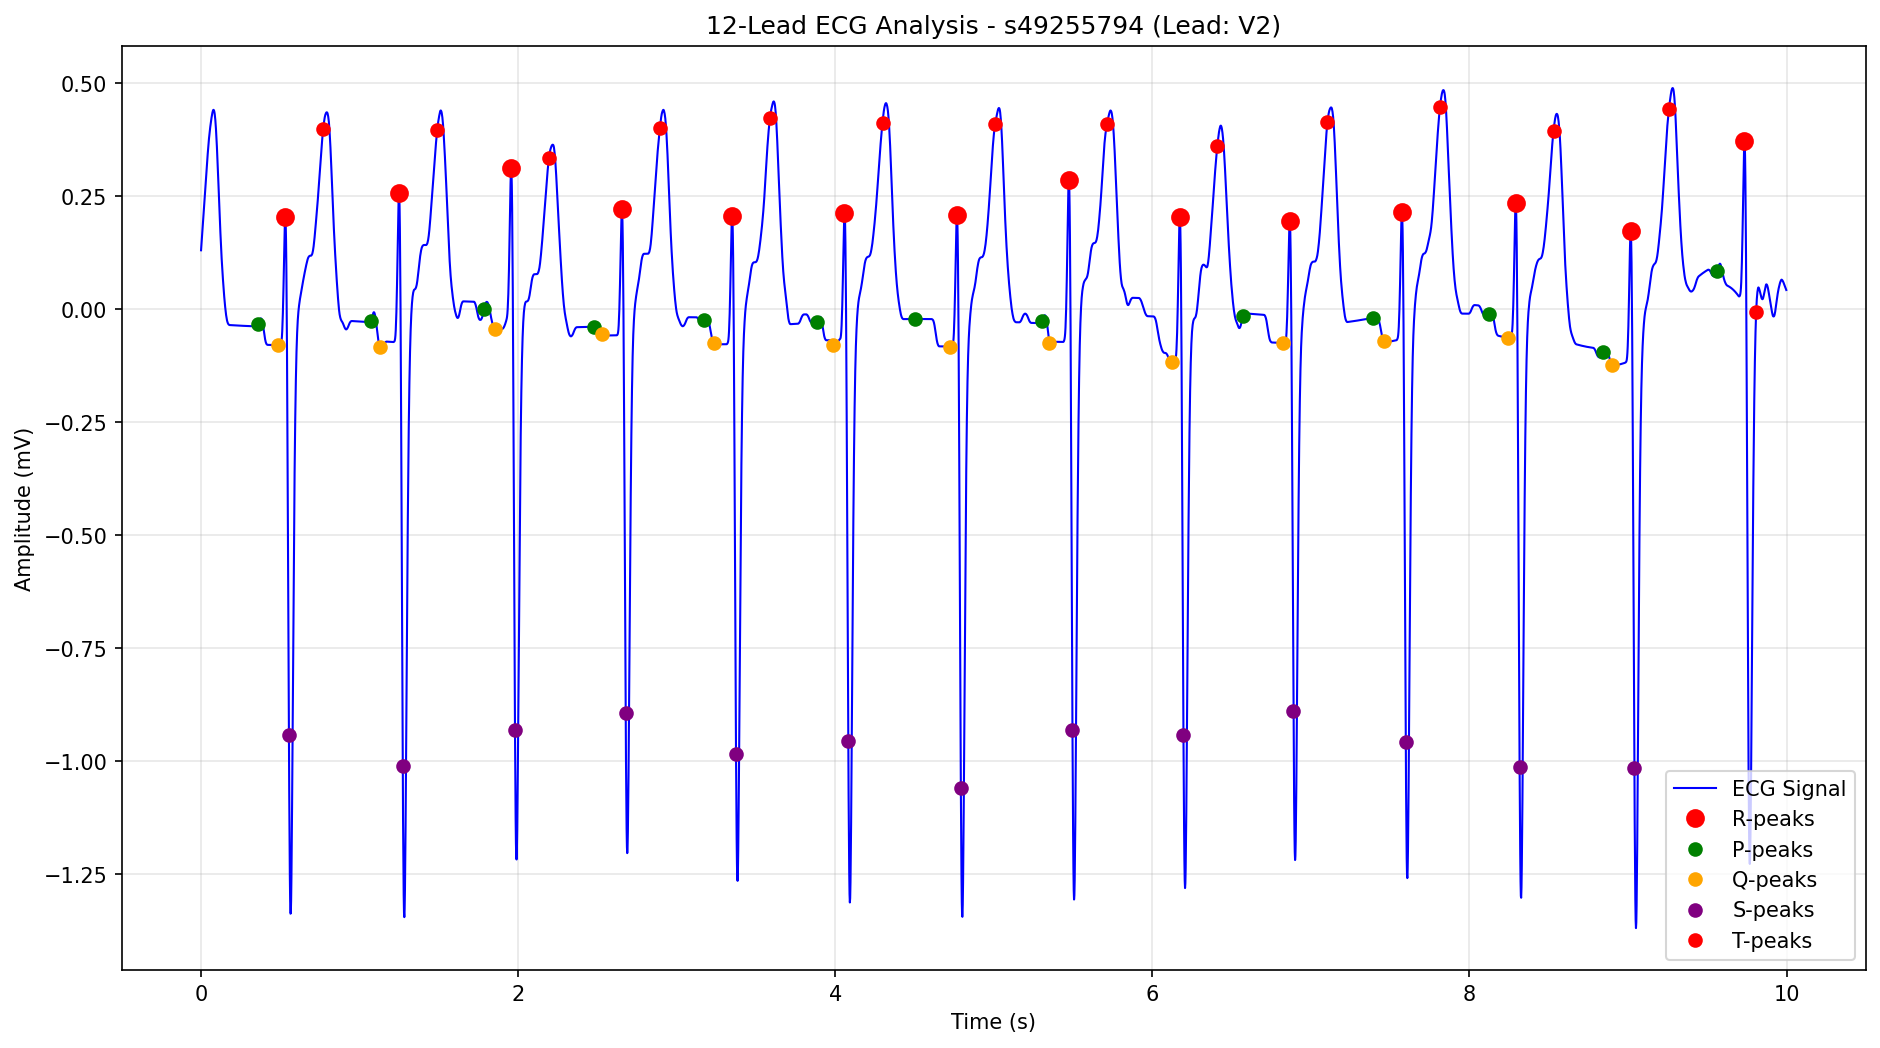 12-Lead ECG Analysis - s49255794 (Lead: V2)
Amplitude (mV)
0.50
0.25
0.00
−0.25
−0.50
−0.75
−1.00
−1.25
ECG Signal
R-peaks
P-peaks
Q-peaks
S-peaks
T-peaks
0 2 4 6 8 10
Time (s)